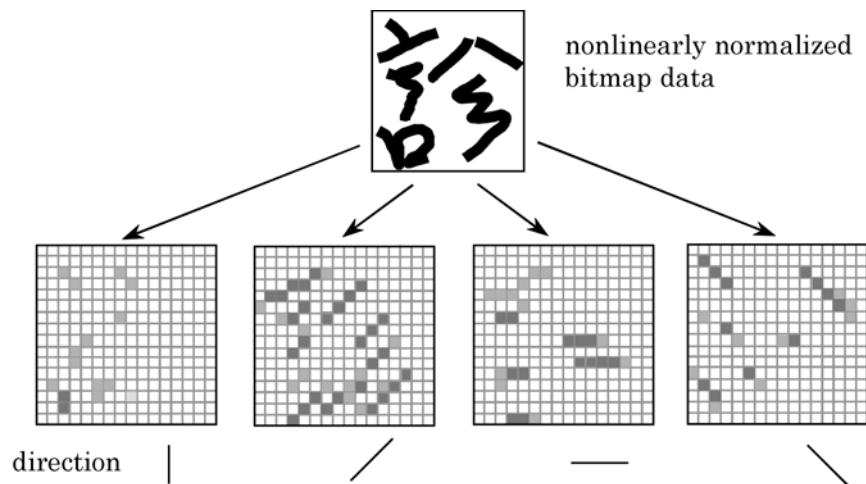 診
nonlinearly normalized
bitmap data
direction